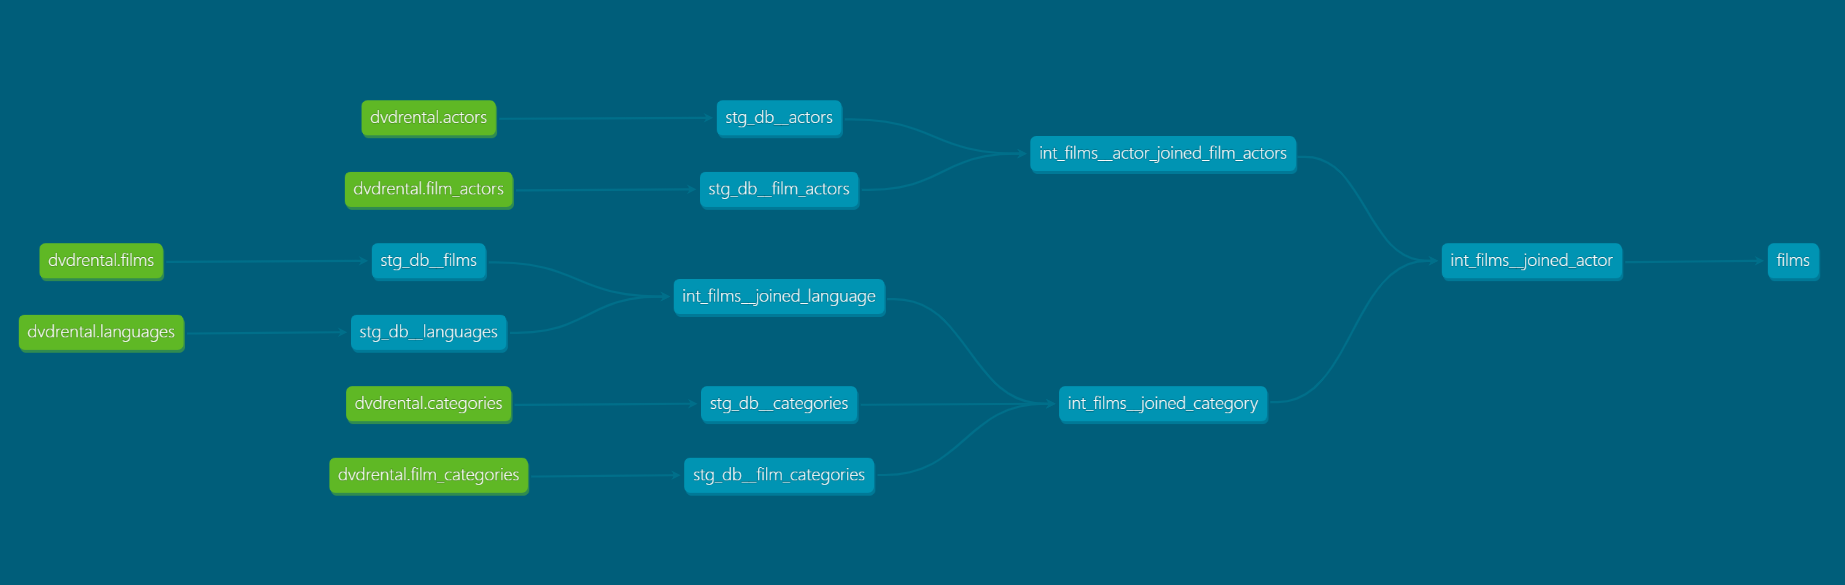 dvdrental.actors
stg_db__actors
int_films__actor_joined_film_actors
dvdrental.film_actors
stg_db__film_actors
dvdrental.films
stg_db__films
int_films__joined_actor
films
int_films__joined_language
dvdrental.languages
stg_db__languages
dvdrental.categories
stg_db__categories
int_films__joined_category
dvdrental.film_categories
stg_db__film_categories